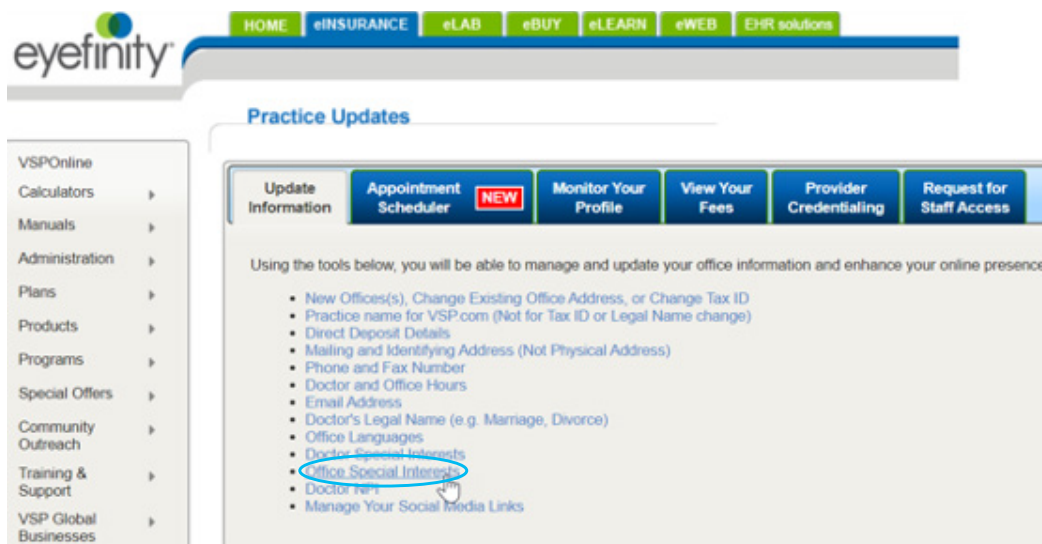 HOME eINSURANCE eLAB eBUY eLEARN eWEB EHR solutions
eyefinity
Practice Updates
VSPOnline
Calculators
Manuals
Administration
Plans
Products
Programs
Special Offers
Community
Outreach
Training &
Support
VSP Global
Businesses
Update
Information
Appointment
Scheduler
NEW
Monitor Your
Profile
View Your
Fees
Provider
Credentialing
Request for
Staff Access
Using the tools below, you will be able to manage and update your office information and enhance your online presence
New Offices(s), Change Existing Office Address, or Change Tax ID
Practice name for VSP.com (Not for Tax ID or Legal Name change)
Direct Deposit Details
Mailing and Identifying Address (Not Physical Address)
Phone and Fax Number
Doctor and Office Hours
Email Address
Doctor's Legal Name (e.g. Marriage, Divorce)
Office Languages
Doctor Special Interests
Office Special Interests
Doctor NPI
Manage Your Social Media Links